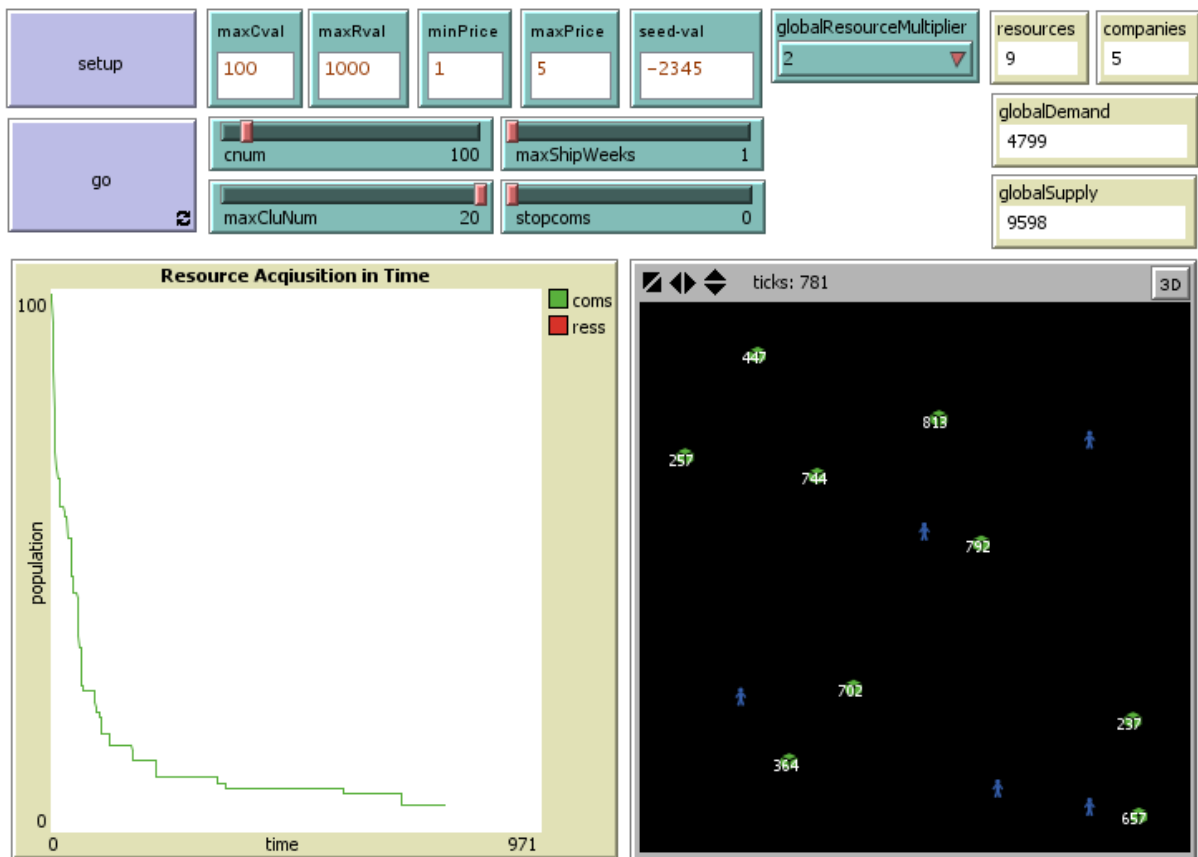 setup
maxCval
100
maxRval
1000
minPrice
1
maxPrice
5
seed-val
-2345
globalResourceMultiplier
2
resources
9
companies
5
go
cnum 100
maxShipWeeks 1
maxCluNum 20
stopcoms 0
globalDemand
4799
globalSupply
9598
Resource Acqiusition in Time
100
population
0
0 time 971
coms
ress
ticks: 781
3D
447
813
257
744
792
702
237
364
657